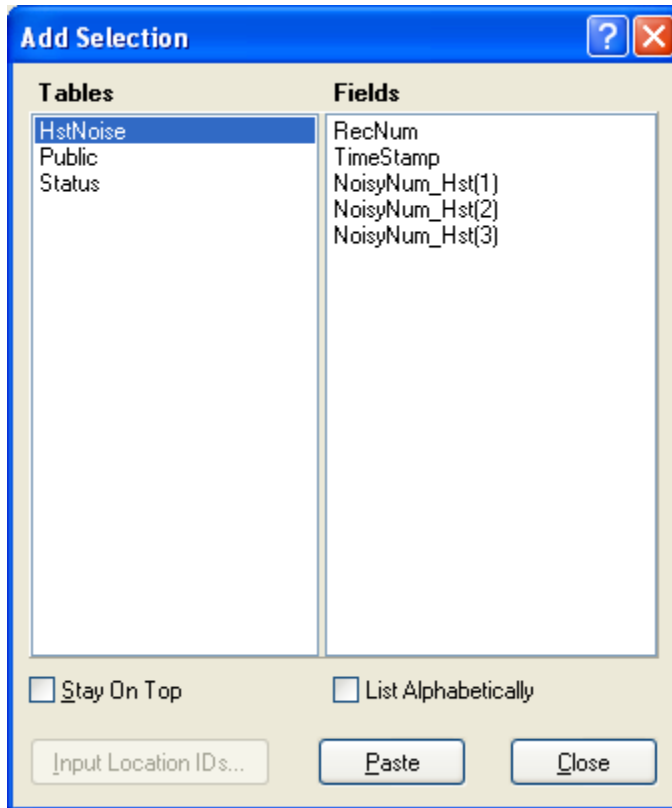 Add Selection
Tables
Fields
HstNoise
Public
Status
RecNum
TimeStamp
NoisyNum_Hst(1)
NoisyNum_Hst(2)
NoisyNum_Hst(3)
Stay On Top
List Alphabetically
Input Location IDs...
Paste
Close